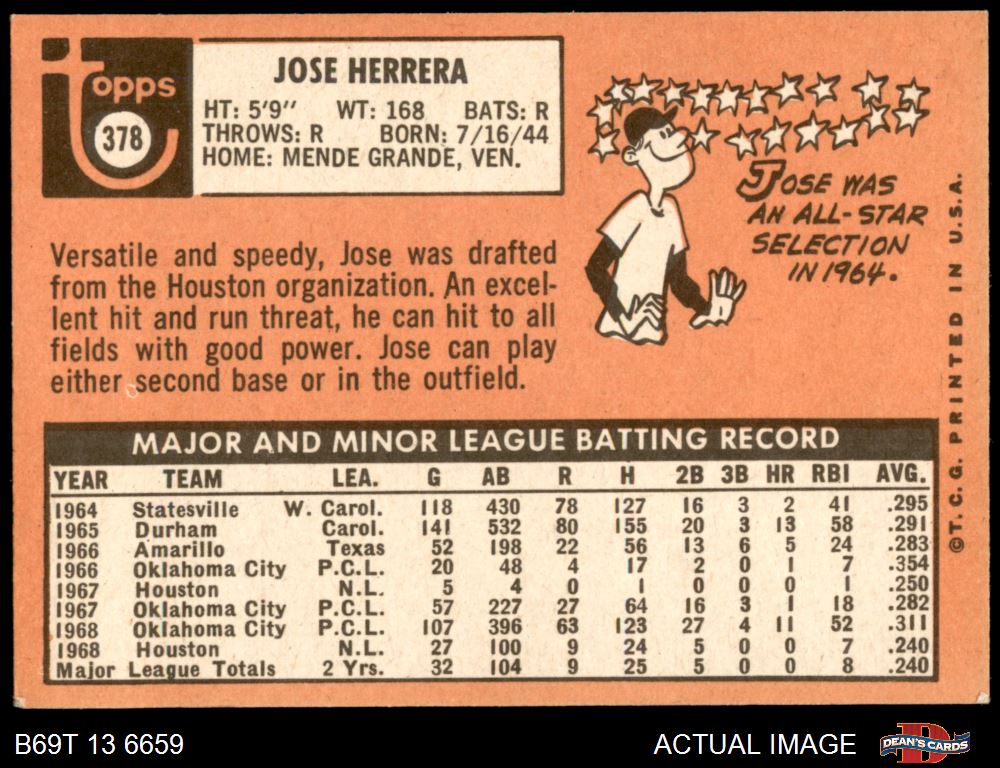 Topps
378
JOSE HERRERA
HT: 5'9" WT: 168 BATS: R
THROWS: R BORN: 7/16/44
HOME: MENDE GRANDE, VEN.
JOSE WAS
AN ALL-STAR
SELECTION
IN 1964.
Versatile and speedy, Jose was drafted
from the Houston organization. An excel-
lent hit and run threat, he can hit to all
fields with good power. Jose can play
either second base or in the outfield.
©T.C.G. PRINTED IN U.S.A.
MAJOR AND MINOR LEAGUE BATTING RECORD
YEAR TEAM LEA. G AB R H 2B 3B HR RBI AVG.
1964 Statesville W. Carol. 118 430 78 127 16 3 2 41 .295
1965 Durham Carol. 141 532 80 155 20 3 13 58 .291
1966 Amarillo Texas 52 198 22 56 13 6 5 24 .283
1966 Oklahoma City P.C.L. 20 48 4 17 2 0 1 7 .354
1967 Houston N.L. 5 4 0 1 0 0 0 1 .250
1967 Oklahoma City P.C.L. 57 227 27 64 16 3 1 18 .282
1968 Oklahoma City P.C.L. 107 396 63 123 27 4 11 52 .311
1968 Houston N.L. 27 100 9 24 5 0 0 7 .240
Major League Totals 2 Yrs. 32 104 9 25 5 0 0 8 .240
B69T 13 6659
ACTUAL IMAGE
DEAN'S CARDS